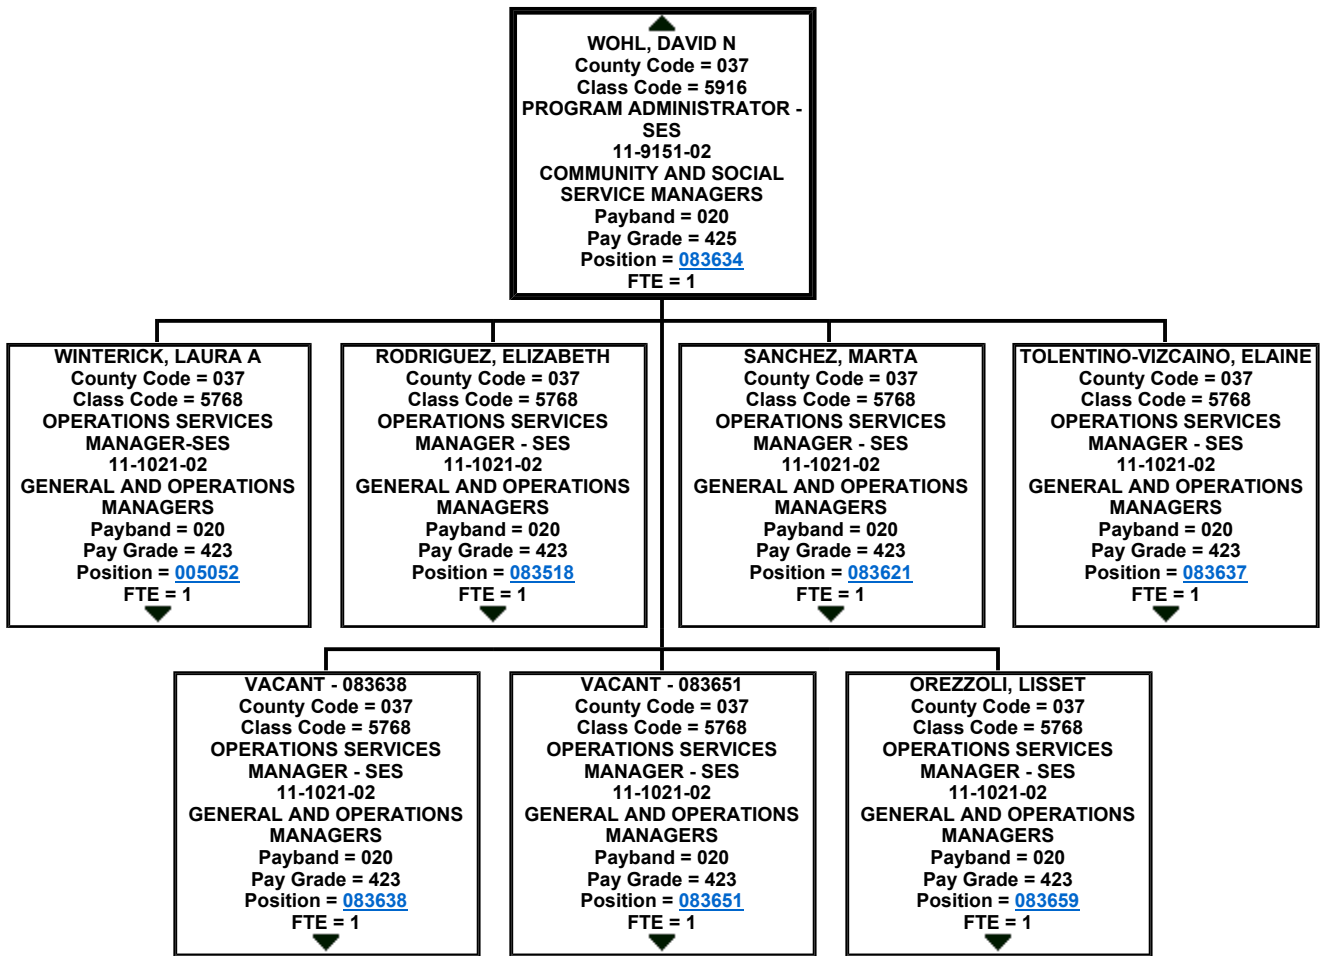 WOHL, DAVID N
County Code = 037
Class Code = 5916
PROGRAM ADMINISTRATOR -
SES
11-9151-02
COMMUNITY AND SOCIAL
SERVICE MANAGERS
Payband = 020
Pay Grade = 425
Position = 083634
FTE = 1
WINTERICK, LAURA A
County Code = 037
Class Code = 5768
OPERATIONS SERVICES
MANAGER-SES
11-1021-02
GENERAL AND OPERATIONS
MANAGERS
Payband = 020
Pay Grade = 423
Position = 005052
FTE = 1
RODRIGUEZ, ELIZABETH
County Code = 037
Class Code = 5768
OPERATIONS SERVICES
MANAGER - SES
11-1021-02
GENERAL AND OPERATIONS
MANAGERS
Payband = 020
Pay Grade = 423
Position = 083518
FTE = 1
SANCHEZ, MARTA
County Code = 037
Class Code = 5768
OPERATIONS SERVICES
MANAGER - SES
11-1021-02
GENERAL AND OPERATIONS
MANAGERS
Payband = 020
Pay Grade = 423
Position = 083621
FTE = 1
TOLENTINO-VIZCAINO, ELAINE
County Code = 037
Class Code = 5768
OPERATIONS SERVICES
MANAGER - SES
11-1021-02
GENERAL AND OPERATIONS
MANAGERS
Payband = 020
Pay Grade = 423
Position = 083637
FTE = 1
VACANT - 083638
County Code = 037
Class Code = 5768
OPERATIONS SERVICES
MANAGER - SES
11-1021-02
GENERAL AND OPERATIONS
MANAGERS
Payband = 020
Pay Grade = 423
Position = 083638
FTE = 1
VACANT - 083651
County Code = 037
Class Code = 5768
OPERATIONS SERVICES
MANAGER - SES
11-1021-02
GENERAL AND OPERATIONS
MANAGERS
Payband = 020
Pay Grade = 423
Position = 083651
FTE = 1
OREZZOLI, LISSET
County Code = 037
Class Code = 5768
OPERATIONS SERVICES
MANAGER - SES
11-1021-02
GENERAL AND OPERATIONS
MANAGERS
Payband = 020
Pay Grade = 423
Position = 083659
FTE = 1